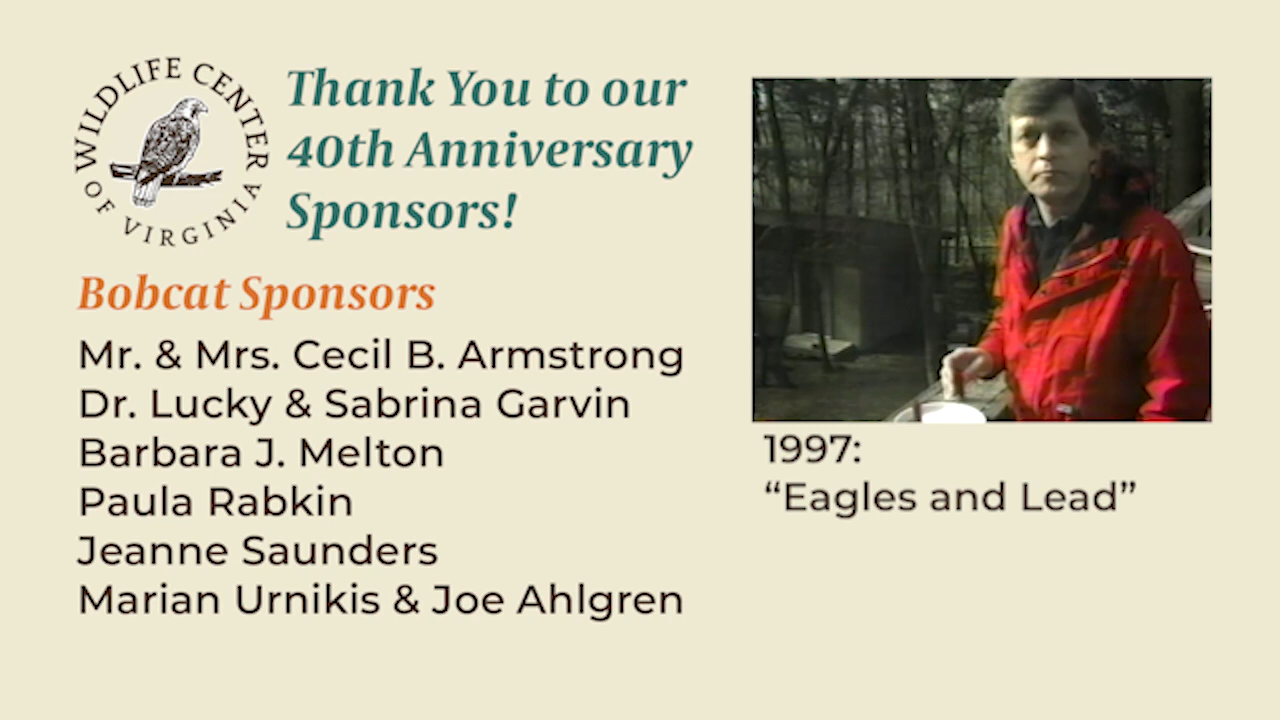 WILDLIFE CENTER
OF VIRGINIA
Thank You to our
40th Anniversary
Sponsors!
Bobcat Sponsors
Mr. & Mrs. Cecil B. Armstrong
Dr. Lucky & Sabrina Garvin
Barbara J. Melton
Paula Rabkin
Jeanne Saunders
Marian Urnikis & Joe Ahlgren
1997:
“Eagles and Lead”